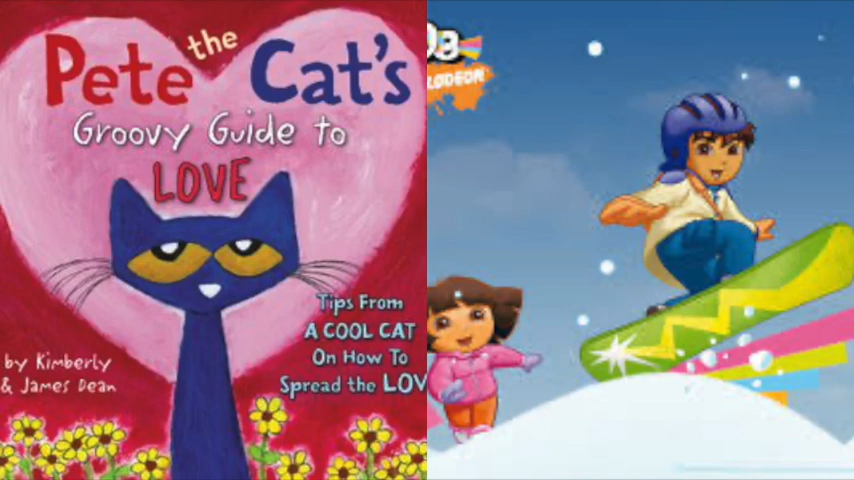 Pete the Cat's
Groovy Guide to
LOVE
Tips From
A COOL CAT
On How To
Spread the LOV
by Kimberly
& James Dean
LODEON